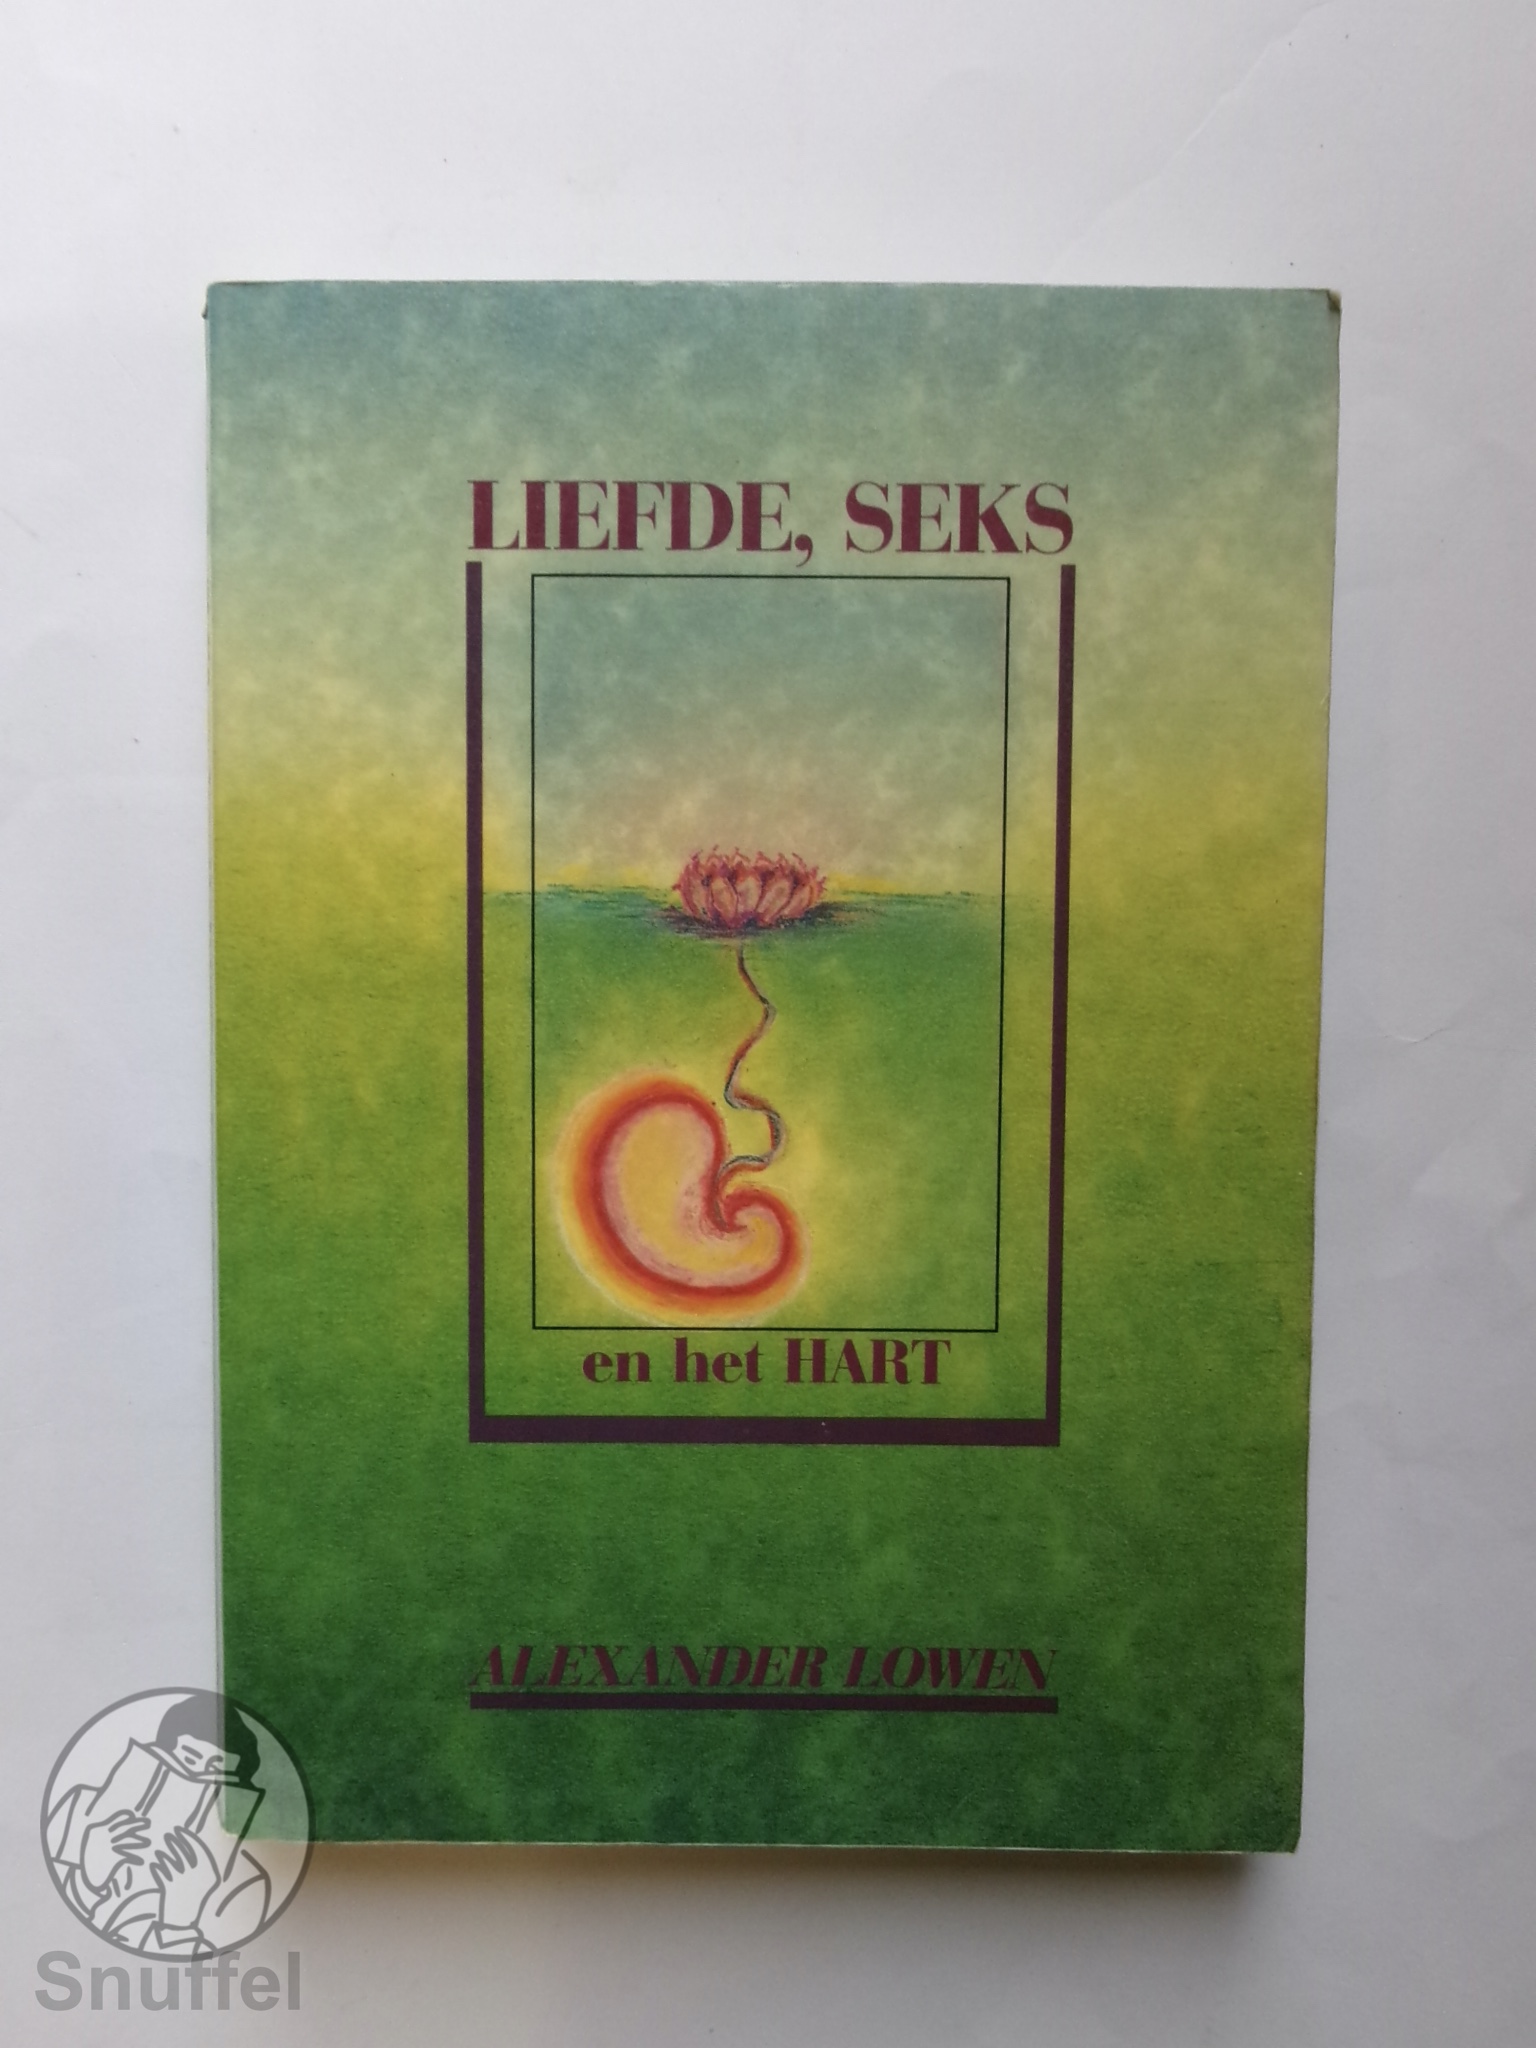 LIEFDE, SEKS
en het HART
ALEXANDER LOWEN
Snuffel